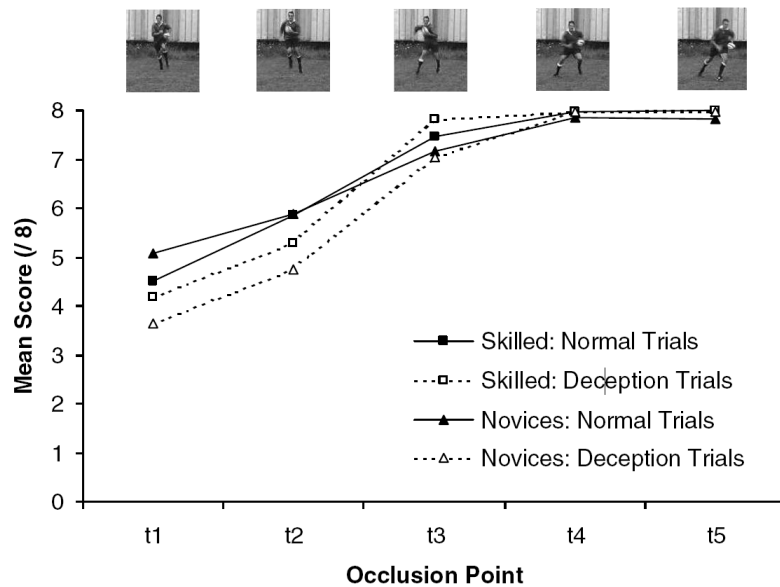 8
7
6
5
4
3
2
1
0
Mean Score (/ 8)
Skilled: Normal Trials
Skilled: Deception Trials
Novices: Normal Trials
Novices: Deception Trials
t1 t2 t3 t4 t5
Occlusion Point